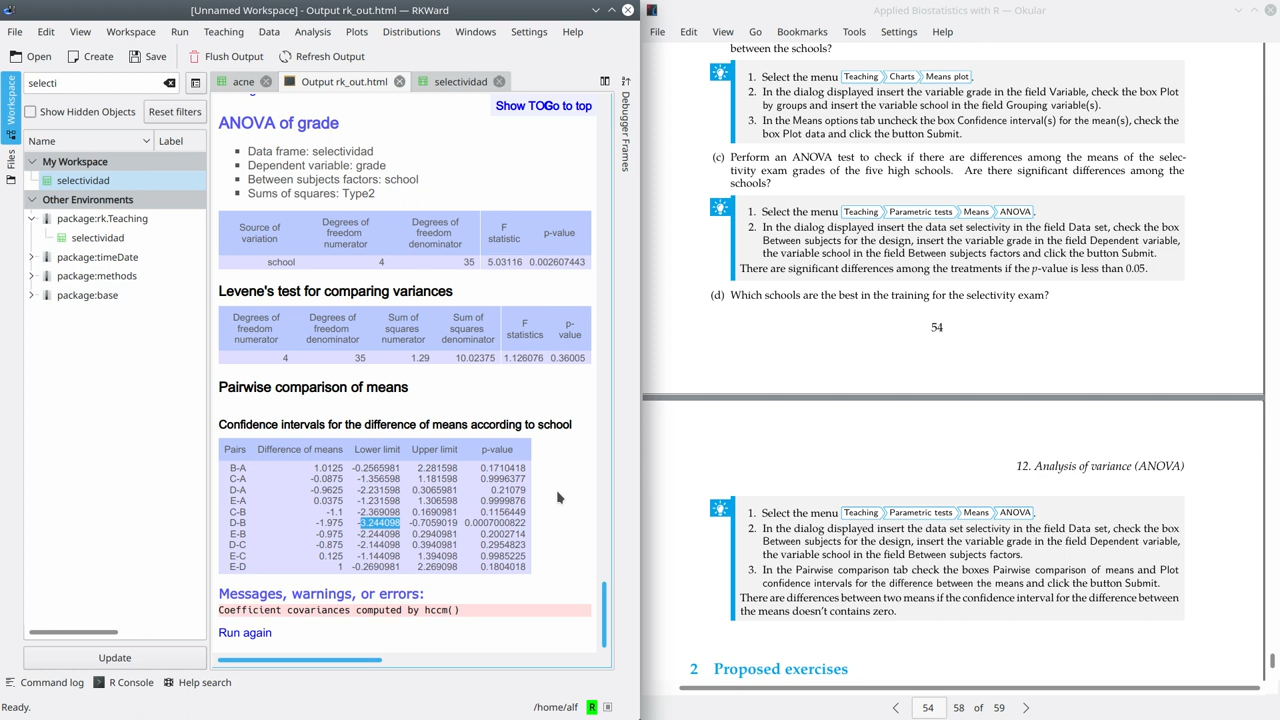 [Unnamed Workspace] - Output rk_out.html — RKWard
File Edit View Workspace Run Teaching Data Analysis Plots Distributions Windows Settings Help
Open Create Save Flush Output Refresh Output
Workspace
Files
selecti
Show Hidden Objects Reset filters
Name Label
My Workspace
selectividad
Other Environments
package:rk.Teaching
selectividad
package:timeDate
package:methods
package:base
Update
acne Output rk_out.html selectividad
Debugger Frames
Show TOGo to top
ANOVA of grade
Data frame: selectividad
Dependent variable: grade
Between subjects factors: school
Sums of squares: Type2
Source of variation Degrees of freedom numerator Degrees of freedom denominator F statistic p-value
school 4 35 5.03116 0.002607443
Levene's test for comparing variances
Degrees of freedom numerator Degrees of freedom denominator Sum of squares numerator Sum of squares denominator F statistics p-value
4 35 1.29 10.02375 1.126076 0.36005
Pairwise comparison of means
Confidence intervals for the difference of means according to school
Pairs Difference of means Lower limit Upper limit p-value
B-A 1.0125 -0.2565981 2.281598 0.1710418
C-A -0.0875 -1.356598 1.181598 0.9996377
D-A -0.9625 -2.231598 0.3065981 0.21079
E-A 0.0375 -1.231598 1.306598 0.9999876
C-B -1.1 -2.369098 0.1690981 0.1156449
D-B -1.975 -3.244098 -0.7059019 0.0007000822
E-B -0.975 -2.244098 0.2940981 0.2002714
D-C -0.875 -2.144098 0.3940981 0.2954823
E-C 0.125 -1.144098 1.394098 0.9985225
E-D 1 -0.2690981 2.269098 0.1804018
Messages, warnings, or errors:
Coefficient covariances computed by hccm()
Run again
Command log R Console Help search
Ready. /home/alf R
Applied Biostatistics with R — Okular
File Edit View Go Bookmarks Tools Settings Help
between the schools?
1. Select the menu Teaching Charts Means plot.
2. In the dialog displayed insert the variable grade in the field Variable, check the box Plot
by groups and insert the variable school in the field Grouping variable(s).
3. In the Means options tab uncheck the box Confidence interval(s) for the mean(s), check the
box Plot data and click the button Submit.
(c) Perform an ANOVA test to check if there are differences among the means of the selec-
tivity exam grades of the five high schools. Are there significant differences among the
schools?
1. Select the menu Teaching Parametric tests Means ANOVA.
2. In the dialog displayed insert the data set selectivity in the field Data set, check the box
Between subjects for the design, insert the variable grade in the field Dependent variable,
the variable school in the field Between subjects factors and click the button Submit.
There are significant differences among the treatments if the p-value is less than 0.05.
(d) Which schools are the best in the training for the selectivity exam?
54
12. Analysis of variance (ANOVA)
1. Select the menu Teaching Parametric tests Means ANOVA.
2. In the dialog displayed insert the data set selectivity in the field Data set, check the box
Between subjects for the design, insert the variable grade in the field Dependent variable,
the variable school in the field Between subjects factors.
3. In the Pairwise comparison tab check the boxes Pairwise comparison of means and Plot
confidence intervals for the difference between the means and click the button Submit.
There are differences between two means if the confidence interval for the difference between
the means doesn't contains zero.
2 Proposed exercises
54 58 of 59